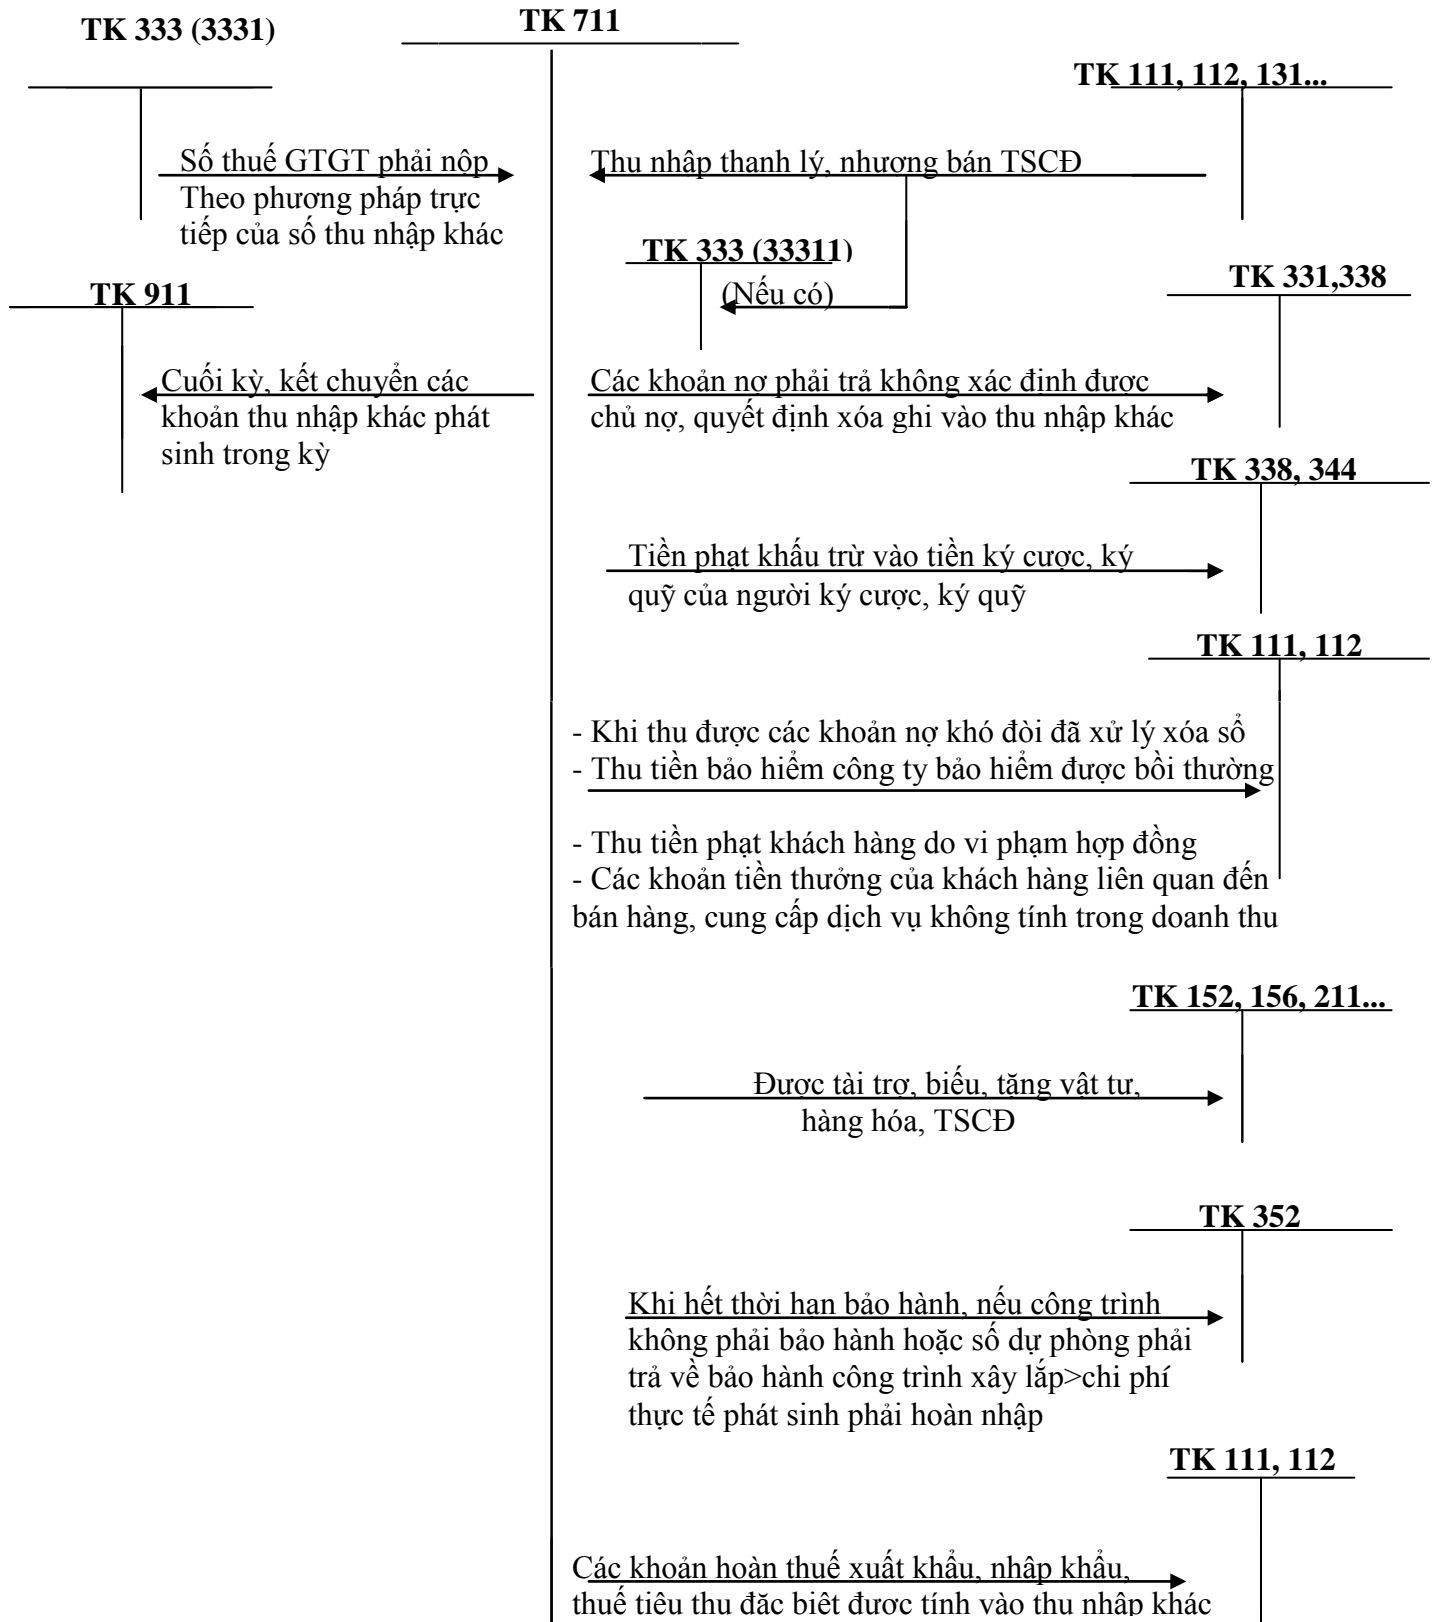 TK 333 (3331)
TK 711
TK 111, 112, 131...
Số thuế GTGT phải nộp
Theo phương pháp trực
tiếp của số thu nhập khác
Thu nhập thanh lý, nhượng bán TSCĐ
TK 333 (33311)
(Nếu có)
TK 331,338
TK 911
Cuối kỳ, kết chuyển các
khoản thu nhập khác phát
sinh trong kỳ
Các khoản nợ phải trả không xác định được
chủ nợ, quyết định xóa ghi vào thu nhập khác
TK 338, 344
Tiền phạt khấu trừ vào tiền ký cược, ký
quỹ của người ký cược, ký quỹ
TK 111, 112
- Khi thu được các khoản nợ khó đòi đã xử lý xóa sổ
- Thu tiền bảo hiểm công ty bảo hiểm được bồi thường
- Thu tiền phạt khách hàng do vi phạm hợp đồng
- Các khoản tiền thưởng của khách hàng liên quan đến
bán hàng, cung cấp dịch vụ không tính trong doanh thu
TK 152, 156, 211...
Được tài trợ, biếu, tặng vật tư,
hàng hóa, TSCĐ
TK 352
Khi hết thời hạn bảo hành, nếu công trình
không phải bảo hành hoặc số dự phòng phải
trả về bảo hành công trình xây lắp>chi phí
thực tế phát sinh phải hoàn nhập
TK 111, 112
Các khoản hoàn thuế xuất khẩu, nhập khẩu,
thuế tiêu thụ đặc biệt được tính vào thu nhập khác